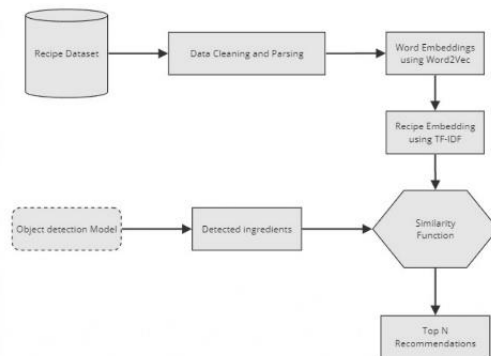 Recipe Dataset
Data Cleaning and Parsing
Word Embeddings
using Word2Vec
Recipe Embedding
using TF-IDF
Object detection Model
Detected ingredients
Similarity
Function
Top N
Recommendations